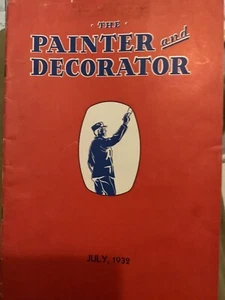 · THE ·
PAINTER and
DECORATOR
JULY, 1932